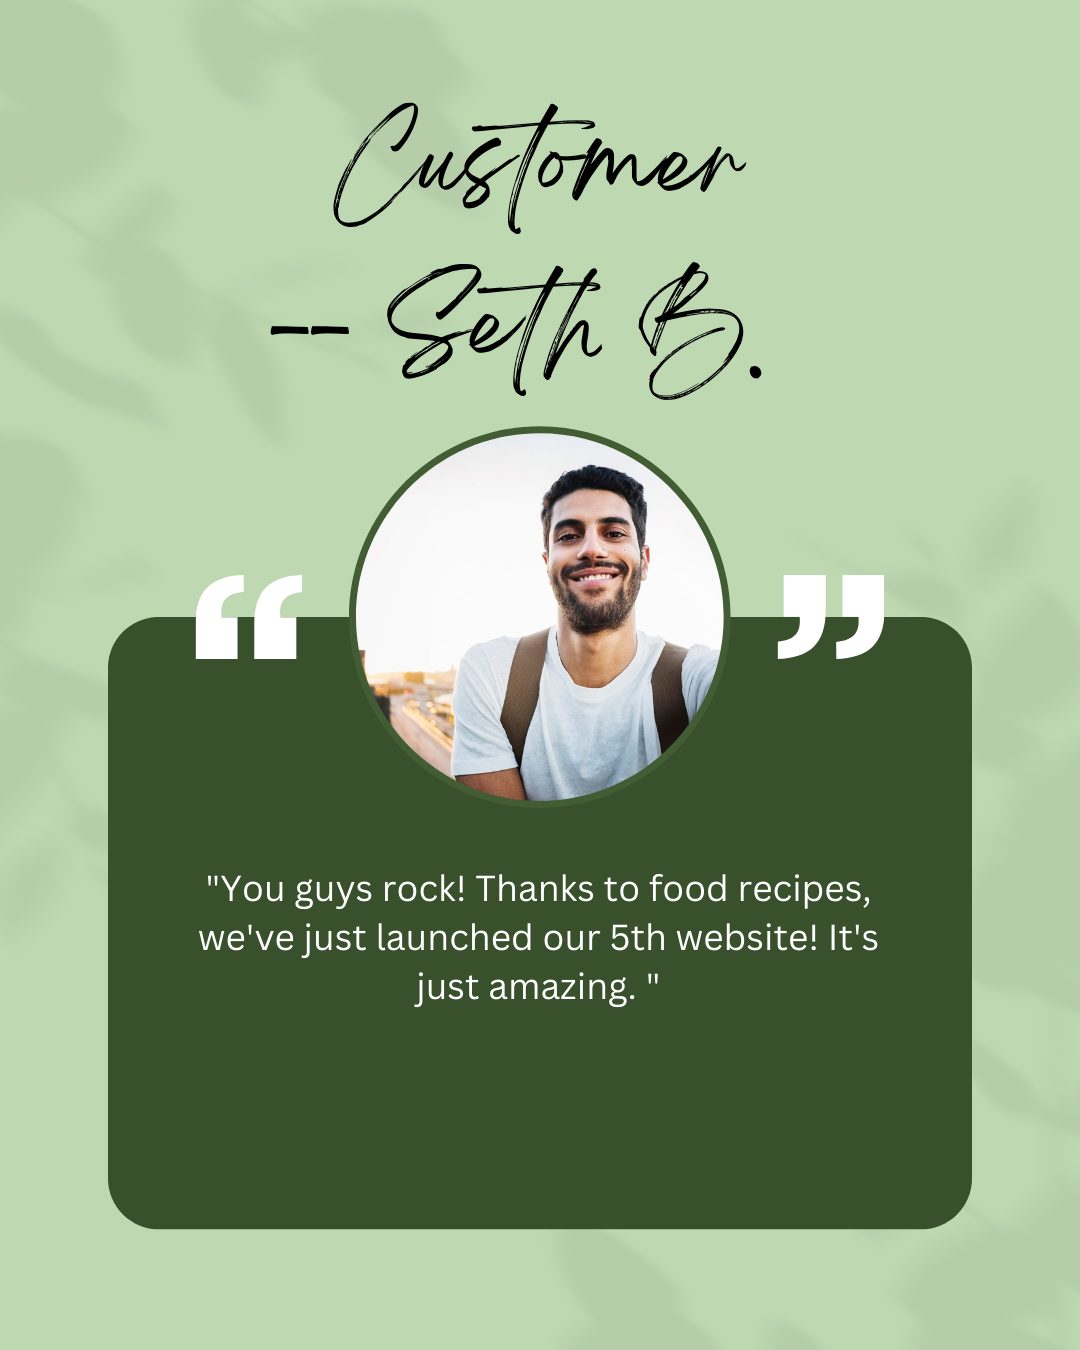 Customer
-- Seth B.
“ ”
"You guys rock! Thanks to food recipes,
we've just launched our 5th website! It's
just amazing. "